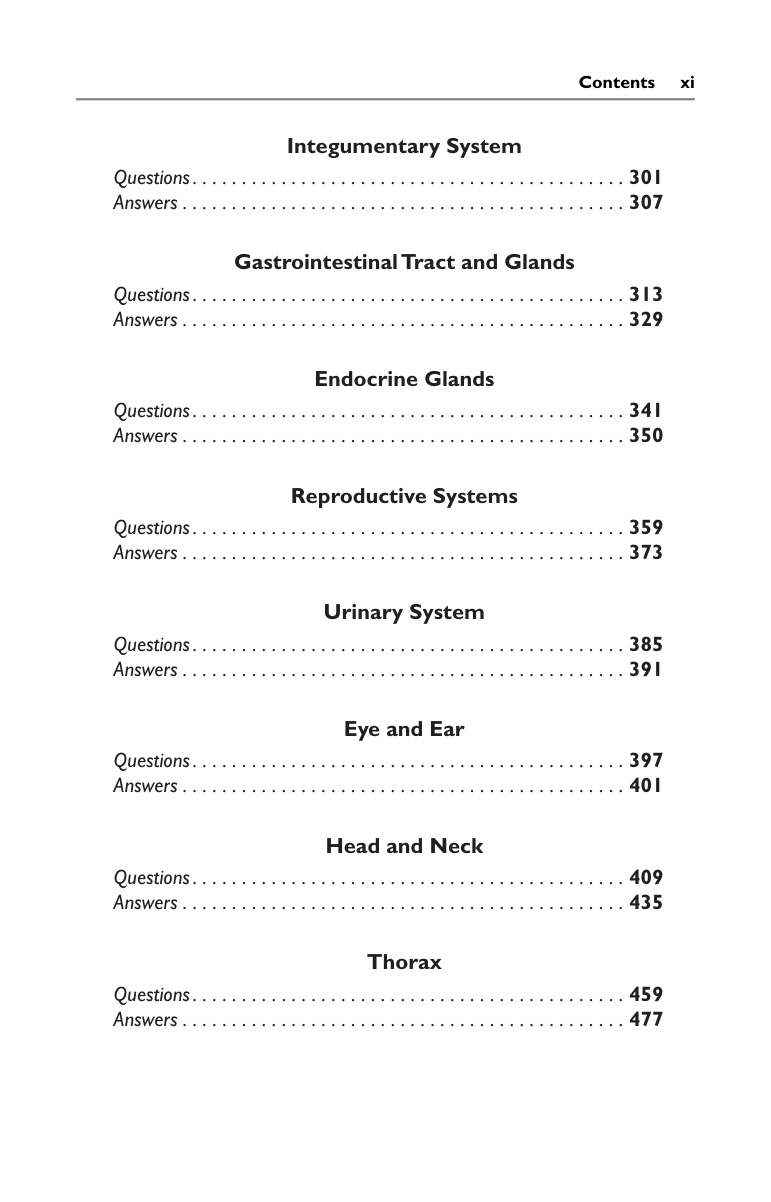 Contents xi
Integumentary System
Questions . . . . . . . . . . . . . . . . . . . . . . . . . . . . . . . . . . . . . . . . . . . . 301
Answers . . . . . . . . . . . . . . . . . . . . . . . . . . . . . . . . . . . . . . . . . . . . . 307
Gastrointestinal Tract and Glands
Questions . . . . . . . . . . . . . . . . . . . . . . . . . . . . . . . . . . . . . . . . . . . . 313
Answers . . . . . . . . . . . . . . . . . . . . . . . . . . . . . . . . . . . . . . . . . . . . . 329
Endocrine Glands
Questions . . . . . . . . . . . . . . . . . . . . . . . . . . . . . . . . . . . . . . . . . . . . 341
Answers . . . . . . . . . . . . . . . . . . . . . . . . . . . . . . . . . . . . . . . . . . . . . 350
Reproductive Systems
Questions . . . . . . . . . . . . . . . . . . . . . . . . . . . . . . . . . . . . . . . . . . . . 359
Answers . . . . . . . . . . . . . . . . . . . . . . . . . . . . . . . . . . . . . . . . . . . . . 373
Urinary System
Questions . . . . . . . . . . . . . . . . . . . . . . . . . . . . . . . . . . . . . . . . . . . . 385
Answers . . . . . . . . . . . . . . . . . . . . . . . . . . . . . . . . . . . . . . . . . . . . . 391
Eye and Ear
Questions . . . . . . . . . . . . . . . . . . . . . . . . . . . . . . . . . . . . . . . . . . . . 397
Answers . . . . . . . . . . . . . . . . . . . . . . . . . . . . . . . . . . . . . . . . . . . . . 401
Head and Neck
Questions . . . . . . . . . . . . . . . . . . . . . . . . . . . . . . . . . . . . . . . . . . . . 409
Answers . . . . . . . . . . . . . . . . . . . . . . . . . . . . . . . . . . . . . . . . . . . . . 435
Thorax
Questions . . . . . . . . . . . . . . . . . . . . . . . . . . . . . . . . . . . . . . . . . . . . 459
Answers . . . . . . . . . . . . . . . . . . . . . . . . . . . . . . . . . . . . . . . . . . . . . 477